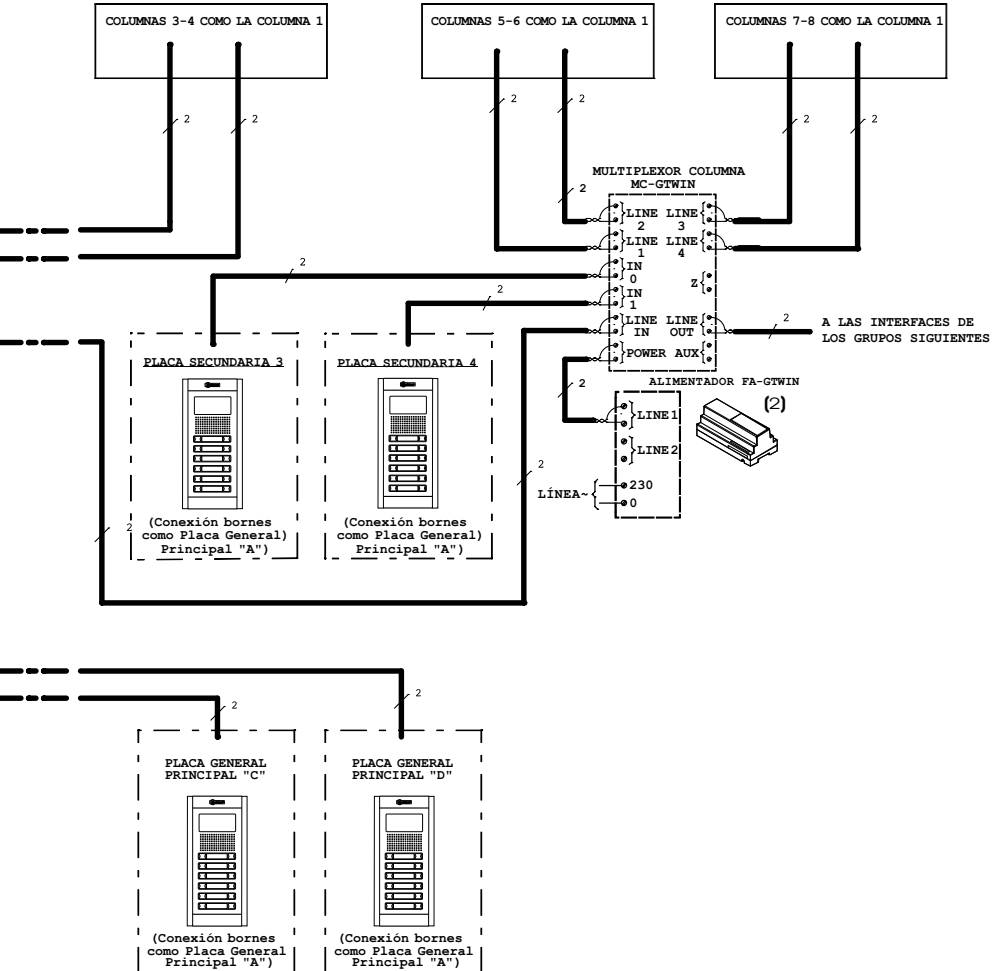 COLUMNAS 3-4 COMO LA COLUMNA 1
COLUMNAS 5-6 COMO LA COLUMNA 1
COLUMNAS 7-8 COMO LA COLUMNA 1
2
2
2
2
2
2
MULTIPLEXOR COLUMNA
MC-GTWIN
2
LINE LINE
2 3
LINE LINE
1 4
IN
0
Z
IN
1
LINE LINE
IN OUT
POWER AUX
2
2
2
A LAS INTERFACES DE
LOS GRUPOS SIGUIENTES
2
ALIMENTADOR FA-GTWIN
(2)
LINE1
LINE2
LÍNEA~
230
0
PLACA SECUNDARIA 3
PLACA SECUNDARIA 4
2
2
(Conexión bornes
como Placa General)
Principal "A")
(Conexión bornes
como Placa General)
Principal "A")
2
2
PLACA GENERAL
PRINCIPAL "C"
PLACA GENERAL
PRINCIPAL "D"
(Conexión bornes
como Placa General
Principal "A")
(Conexión bornes
como Placa General
Principal "A")